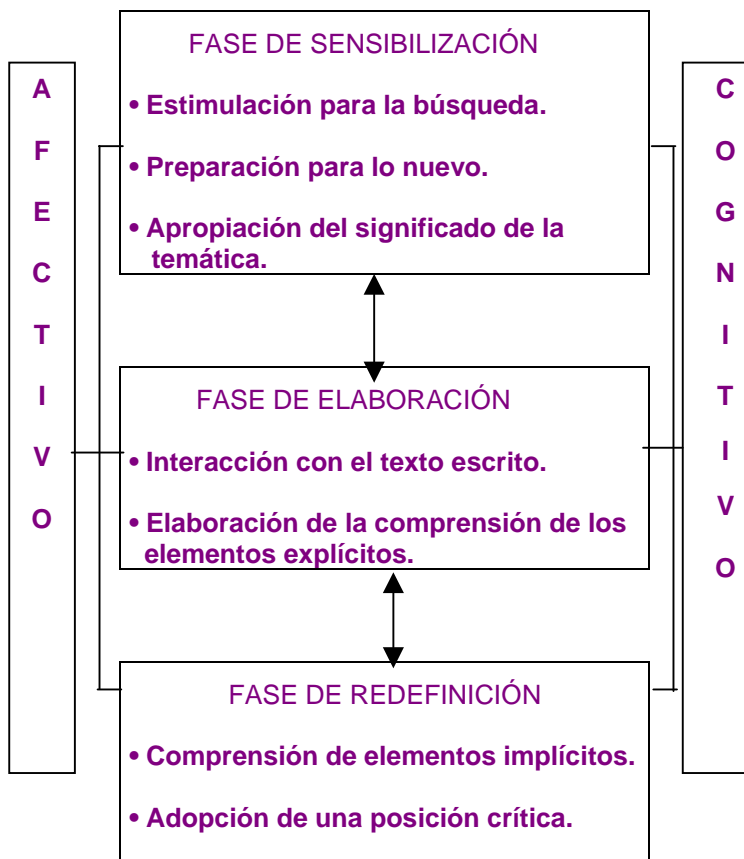 FASE DE SENSIBILIZACIÓN
• Estimulación para la búsqueda.
• Preparación para lo nuevo.
• Apropiación del significado de la
temática.
FASE DE ELABORACIÓN
• Interacción con el texto escrito.
• Elaboración de la comprensión de los
elementos explícitos.
FASE DE REDEFINICIÓN
• Comprensión de elementos implícitos.
• Adopción de una posición crítica.
A
F
E
C
T
I
V
O
C
O
G
N
I
T
I
V
O